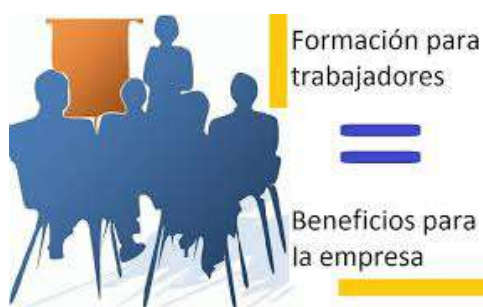 Formación para
trabajadores
=
Beneficios para
la empresa